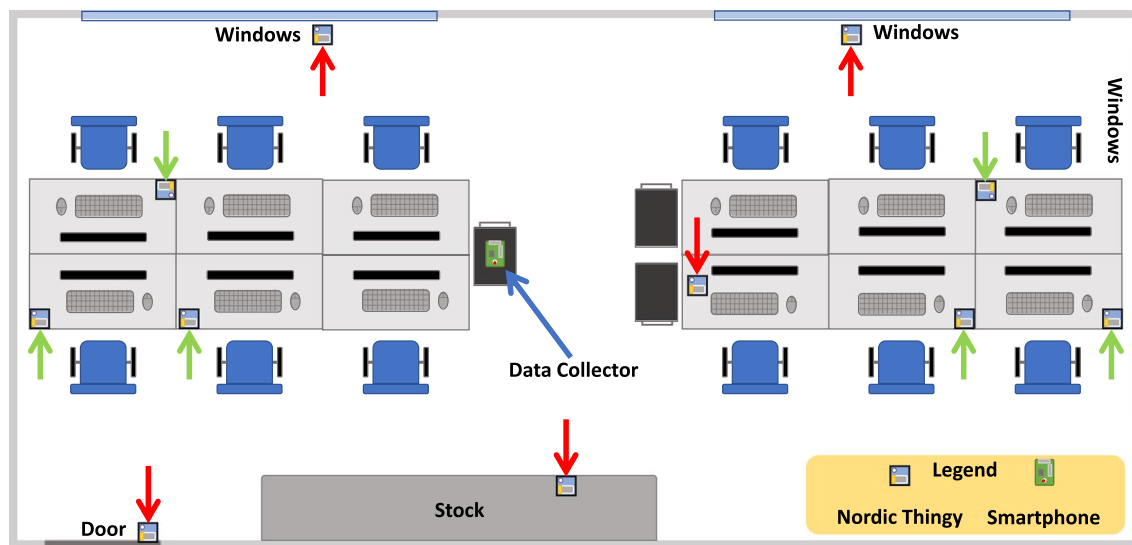 Windows
Windows
Windows
Data Collector
Stock
Door
Legend
Nordic Thingy
Smartphone